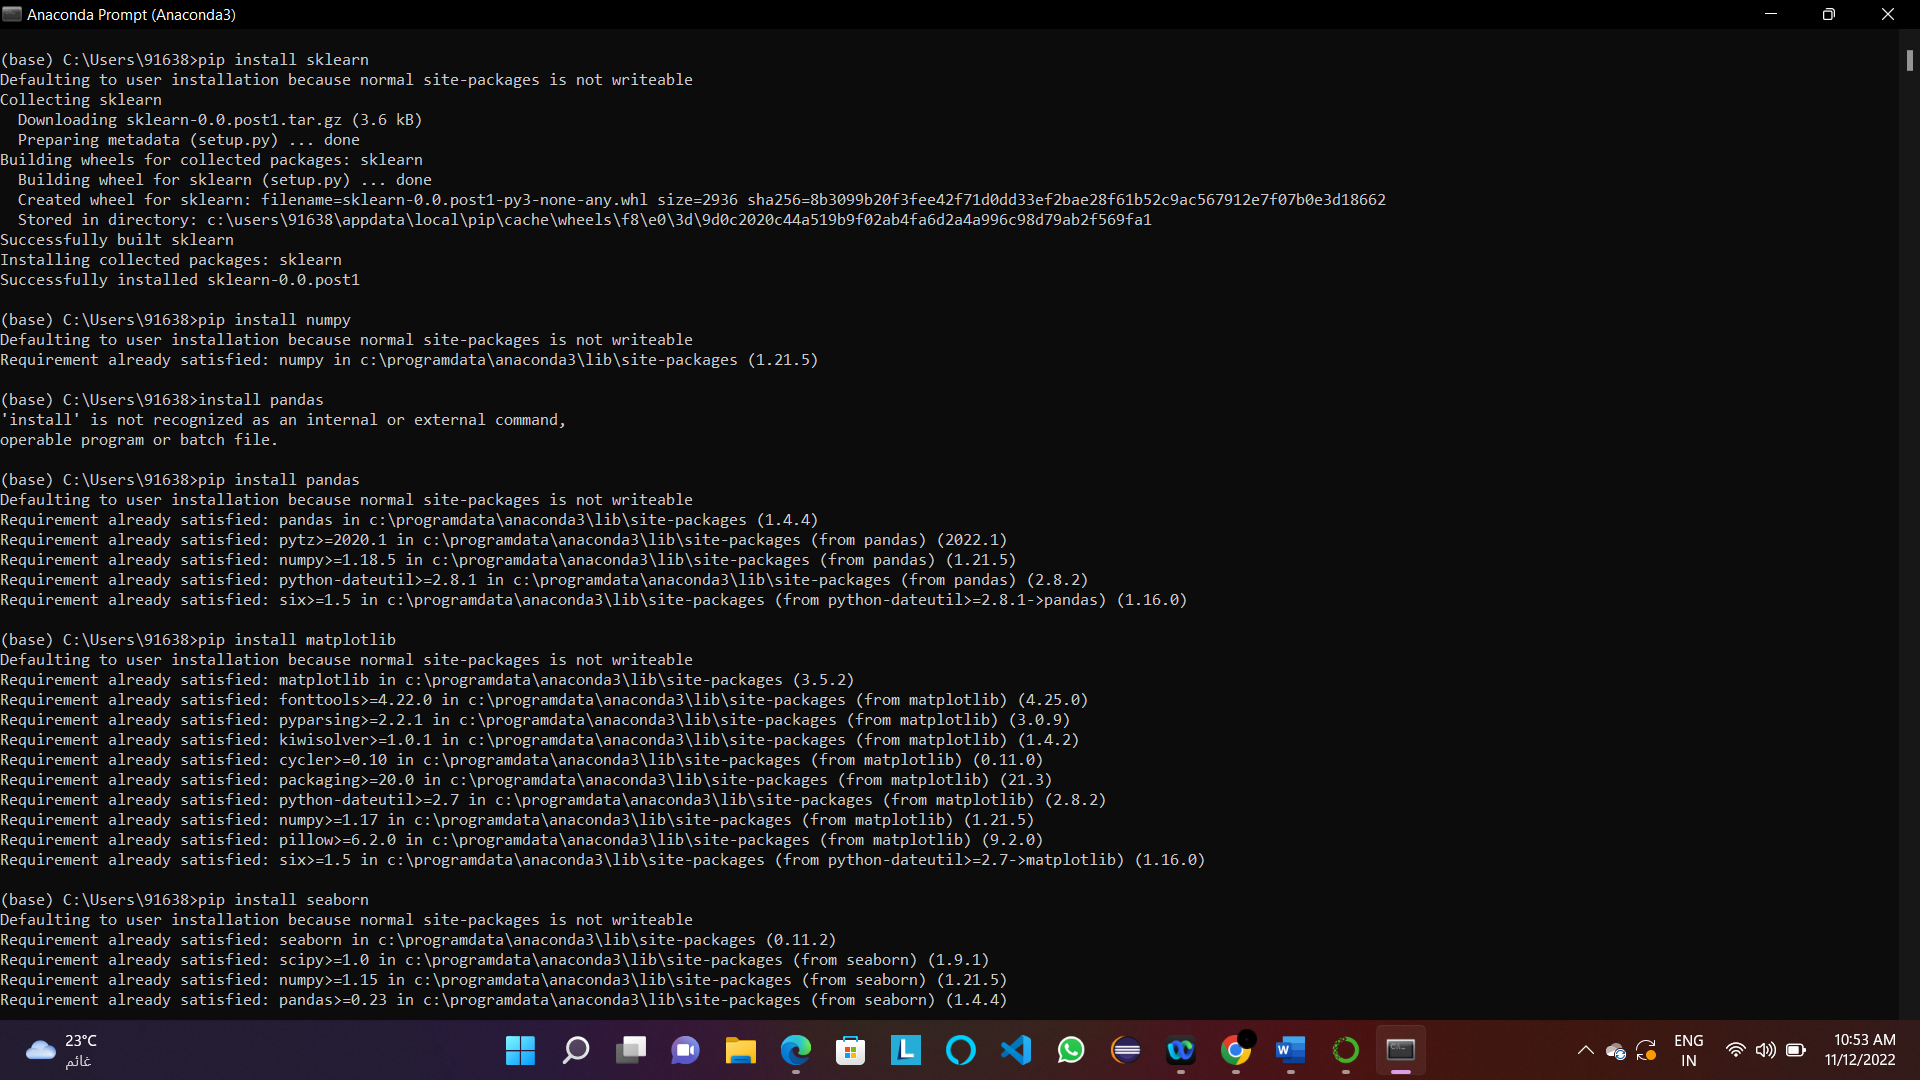 Anaconda Prompt (Anaconda3)
(base) C:\Users\91638>pip install sklearn
Defaulting to user installation because normal site-packages is not writeable
Collecting sklearn
  Downloading sklearn-0.0.post1.tar.gz (3.6 kB)
  Preparing metadata (setup.py) ... done
Building wheels for collected packages: sklearn
  Building wheel for sklearn (setup.py) ... done
  Created wheel for sklearn: filename=sklearn-0.0.post1-py3-none-any.whl size=2936 sha256=8b3099b20f3fee42f71d0dd33ef2bae28f61b52c9ac567912e7f07b0e3d18662
  Stored in directory: c:\users\91638\appdata\local\pip\cache\wheels\f8\e0\3d\9d0c2020c44a519b9f02ab4fa6d2a4a996c98d79ab2f569fa1
Successfully built sklearn
Installing collected packages: sklearn
Successfully installed sklearn-0.0.post1
(base) C:\Users\91638>pip install numpy
Defaulting to user installation because normal site-packages is not writeable
Requirement already satisfied: numpy in c:\programdata\anaconda3\lib\site-packages (1.21.5)
(base) C:\Users\91638>install pandas
'install' is not recognized as an internal or external command,
operable program or batch file.
(base) C:\Users\91638>pip install pandas
Defaulting to user installation because normal site-packages is not writeable
Requirement already satisfied: pandas in c:\programdata\anaconda3\lib\site-packages (1.4.4)
Requirement already satisfied: pytz>=2020.1 in c:\programdata\anaconda3\lib\site-packages (from pandas) (2022.1)
Requirement already satisfied: numpy>=1.18.5 in c:\programdata\anaconda3\lib\site-packages (from pandas) (1.21.5)
Requirement already satisfied: python-dateutil>=2.8.1 in c:\programdata\anaconda3\lib\site-packages (from pandas) (2.8.2)
Requirement already satisfied: six>=1.5 in c:\programdata\anaconda3\lib\site-packages (from python-dateutil>=2.8.1->pandas) (1.16.0)
(base) C:\Users\91638>pip install matplotlib
Defaulting to user installation because normal site-packages is not writeable
Requirement already satisfied: matplotlib in c:\programdata\anaconda3\lib\site-packages (3.5.2)
Requirement already satisfied: fonttools>=4.22.0 in c:\programdata\anaconda3\lib\site-packages (from matplotlib) (4.25.0)
Requirement already satisfied: pyparsing>=2.2.1 in c:\programdata\anaconda3\lib\site-packages (from matplotlib) (3.0.9)
Requirement already satisfied: kiwisolver>=1.0.1 in c:\programdata\anaconda3\lib\site-packages (from matplotlib) (1.4.2)
Requirement already satisfied: cycler>=0.10 in c:\programdata\anaconda3\lib\site-packages (from matplotlib) (0.11.0)
Requirement already satisfied: packaging>=20.0 in c:\programdata\anaconda3\lib\site-packages (from matplotlib) (21.3)
Requirement already satisfied: python-dateutil>=2.7 in c:\programdata\anaconda3\lib\site-packages (from matplotlib) (2.8.2)
Requirement already satisfied: numpy>=1.17 in c:\programdata\anaconda3\lib\site-packages (from matplotlib) (1.21.5)
Requirement already satisfied: pillow>=6.2.0 in c:\programdata\anaconda3\lib\site-packages (from matplotlib) (9.2.0)
Requirement already satisfied: six>=1.5 in c:\programdata\anaconda3\lib\site-packages (from python-dateutil>=2.7->matplotlib) (1.16.0)
(base) C:\Users\91638>pip install seaborn
Defaulting to user installation because normal site-packages is not writeable
Requirement already satisfied: seaborn in c:\programdata\anaconda3\lib\site-packages (0.11.2)
Requirement already satisfied: scipy>=1.0 in c:\programdata\anaconda3\lib\site-packages (from seaborn) (1.9.1)
Requirement already satisfied: numpy>=1.15 in c:\programdata\anaconda3\lib\site-packages (from seaborn) (1.21.5)
Requirement already satisfied: pandas>=0.23 in c:\programdata\anaconda3\lib\site-packages (from seaborn) (1.4.4)
23°C
غائم
ENG
IN
10:53 AM
11/12/2022